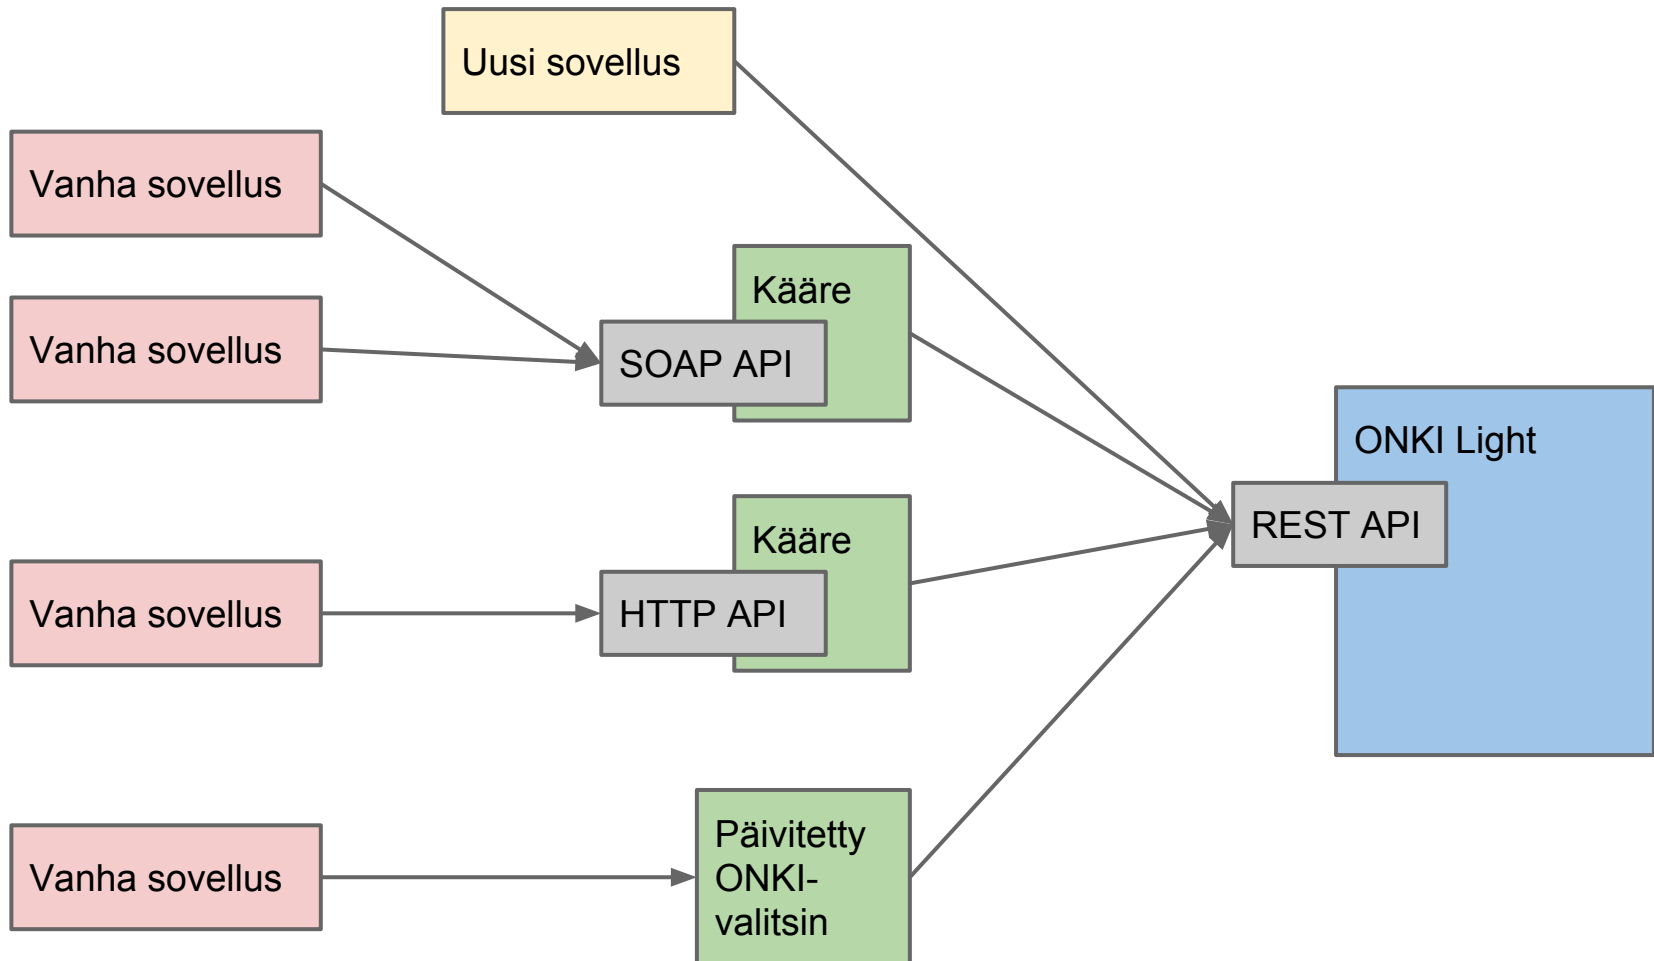 Uusi sovellus
Vanha sovellus
Vanha sovellus
Kääre
SOAP API
ONKI Light
REST API
Kääre
HTTP API
Vanha sovellus
Päivitetty
ONKI-
valitsin
Vanha sovellus